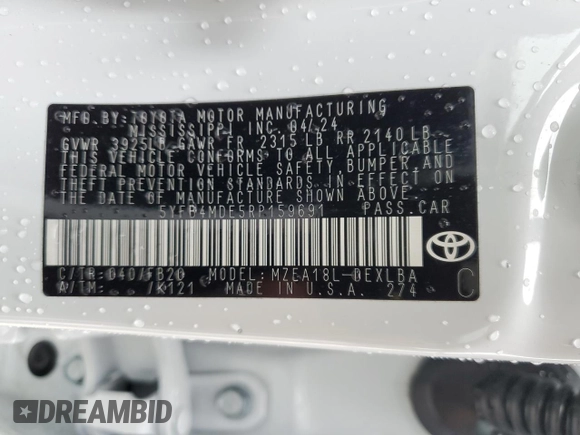 MFG. BY: TOYOTA MOTOR MANUFACTURING
MISSISSIPPI INC. 04/24
GVWR 3925LB GAWR FR 2315 LB RR 2140 LB
THIS VEHICLE CONFORMS TO ALL APPLICABLE
FEDERAL MOTOR VEHICLE SAFETY, BUMPER AND
THEFT PREVENTION STANDARDS IN EFFECT ON
THE DATE OF MANUFACTURE SHOWN ABOVE.
5YFB4MDE5RP159691 PASS.CAR
C/TR:040/FB20 MODEL: MZEA18L-DEXLBA
A/TM: /K121 MADE IN U.S.A. 274 C
DREAMBID